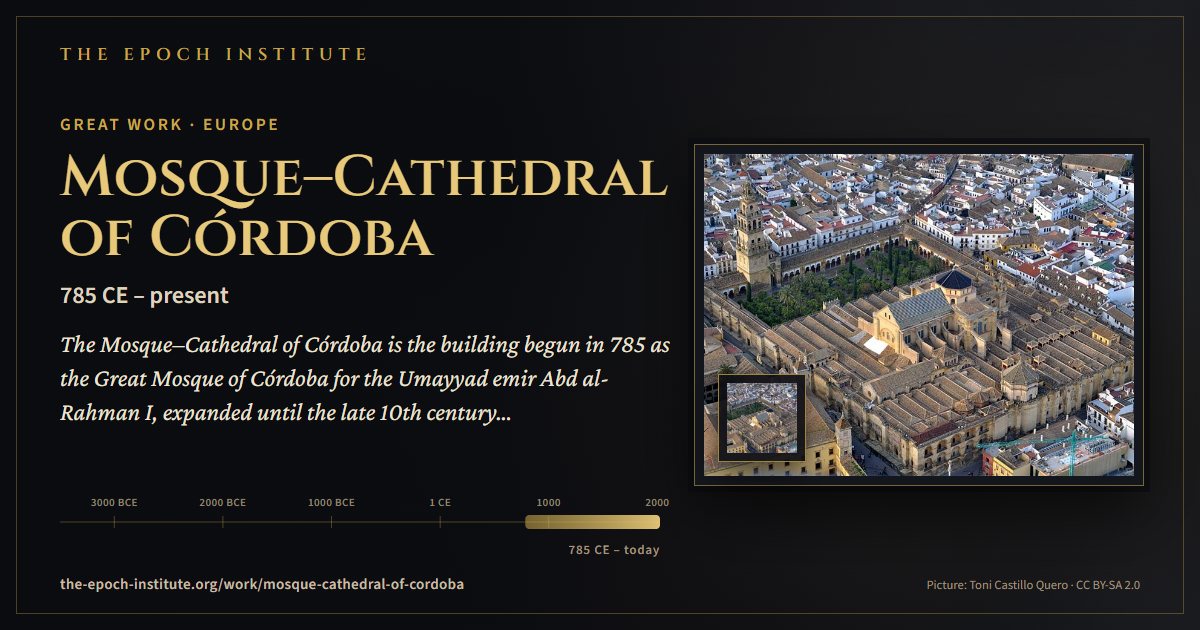 THE EPOCH INSTITUTE
GREAT WORK · EUROPE
MOSQUE–CATHEDRAL
OF CÓRDOBA
785 CE – present
The Mosque–Cathedral of Córdoba is the building begun in 785 as
the Great Mosque of Córdoba for the Umayyad emir Abd al-
Rahman I, expanded until the late 10th century...
3000 BCE 2000 BCE 1000 BCE 1 CE 1000 2000
785 CE – today
the-epoch-institute.org/work/mosque-cathedral-of-cordoba
Picture: Toni Castillo Quero · CC BY-SA 2.0